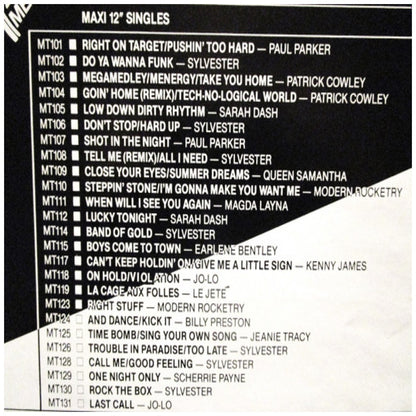 MAXI 12" SINGLES
MT101 ■ RIGHT ON TARGET/PUSHIN' TOO HARD — PAUL PARKER
MT102 ■ DO YA WANNA FUNK — SYLVESTER
MT103 ■ MEGAMEDLEY/MENERGY/TAKE YOU HOME — PATRICK COWLEY
MT104 ■ GOIN' HOME (REMIX)/TECH-NO-LOGICAL WORLD — PATRICK COWLEY
MT105 ■ LOW DOWN DIRTY RHYTHM — SARAH DASH
MT106 ■ DON'T STOP/HARD UP — SYLVESTER
MT107 ■ SHOT IN THE NIGHT — PAUL PARKER
MT108 ■ TELL ME (REMIX)/ALL I NEED — SYLVESTER
MT109 ■ CLOSE YOUR EYES/SUMMER DREAMS — QUEEN SAMANTHA
MT110 ■ STEPPIN' STONE/I'M GONNA MAKE YOU WANT ME — MODERN ROCKETRY
MT111 ■ WHEN WILL I SEE YOU AGAIN — MAGDA LAYNA
MT112 ■ LUCKY TONIGHT — SARAH DASH
MT114 ■ BAND OF GOLD — SYLVESTER
MT115 ■ BOYS COME TO TOWN — EARLENE BENTLEY
MT117 □ CAN'T KEEP HOLDIN' ON/GIVE ME A LITTLE SIGN — KENNY JAMES
MT118 ■ ON HOLD/VIOLATION — JO-LO
MT119 ■ LA CAGE AUX FOLLES — LE JETE
MT123 ■ RIGHT STUFF — MODERN ROCKETRY
MT124 □ AND DANCE/KICK IT — BILLY PRESTON
MT125 □ TIME BOMB/SING YOUR OWN SONG — JEANIE TRACY
MT126 □ TROUBLE IN PARADISE/TOO LATE — SYLVESTER
MT128 □ CALL ME/GOOD FEELING — SYLVESTER
MT129 □ ONE NIGHT ONLY — SCHERRIE PAYNE
MT130 □ ROCK THE BOX — SYLVESTER
MT131 □ LAST CALL — JO-LO